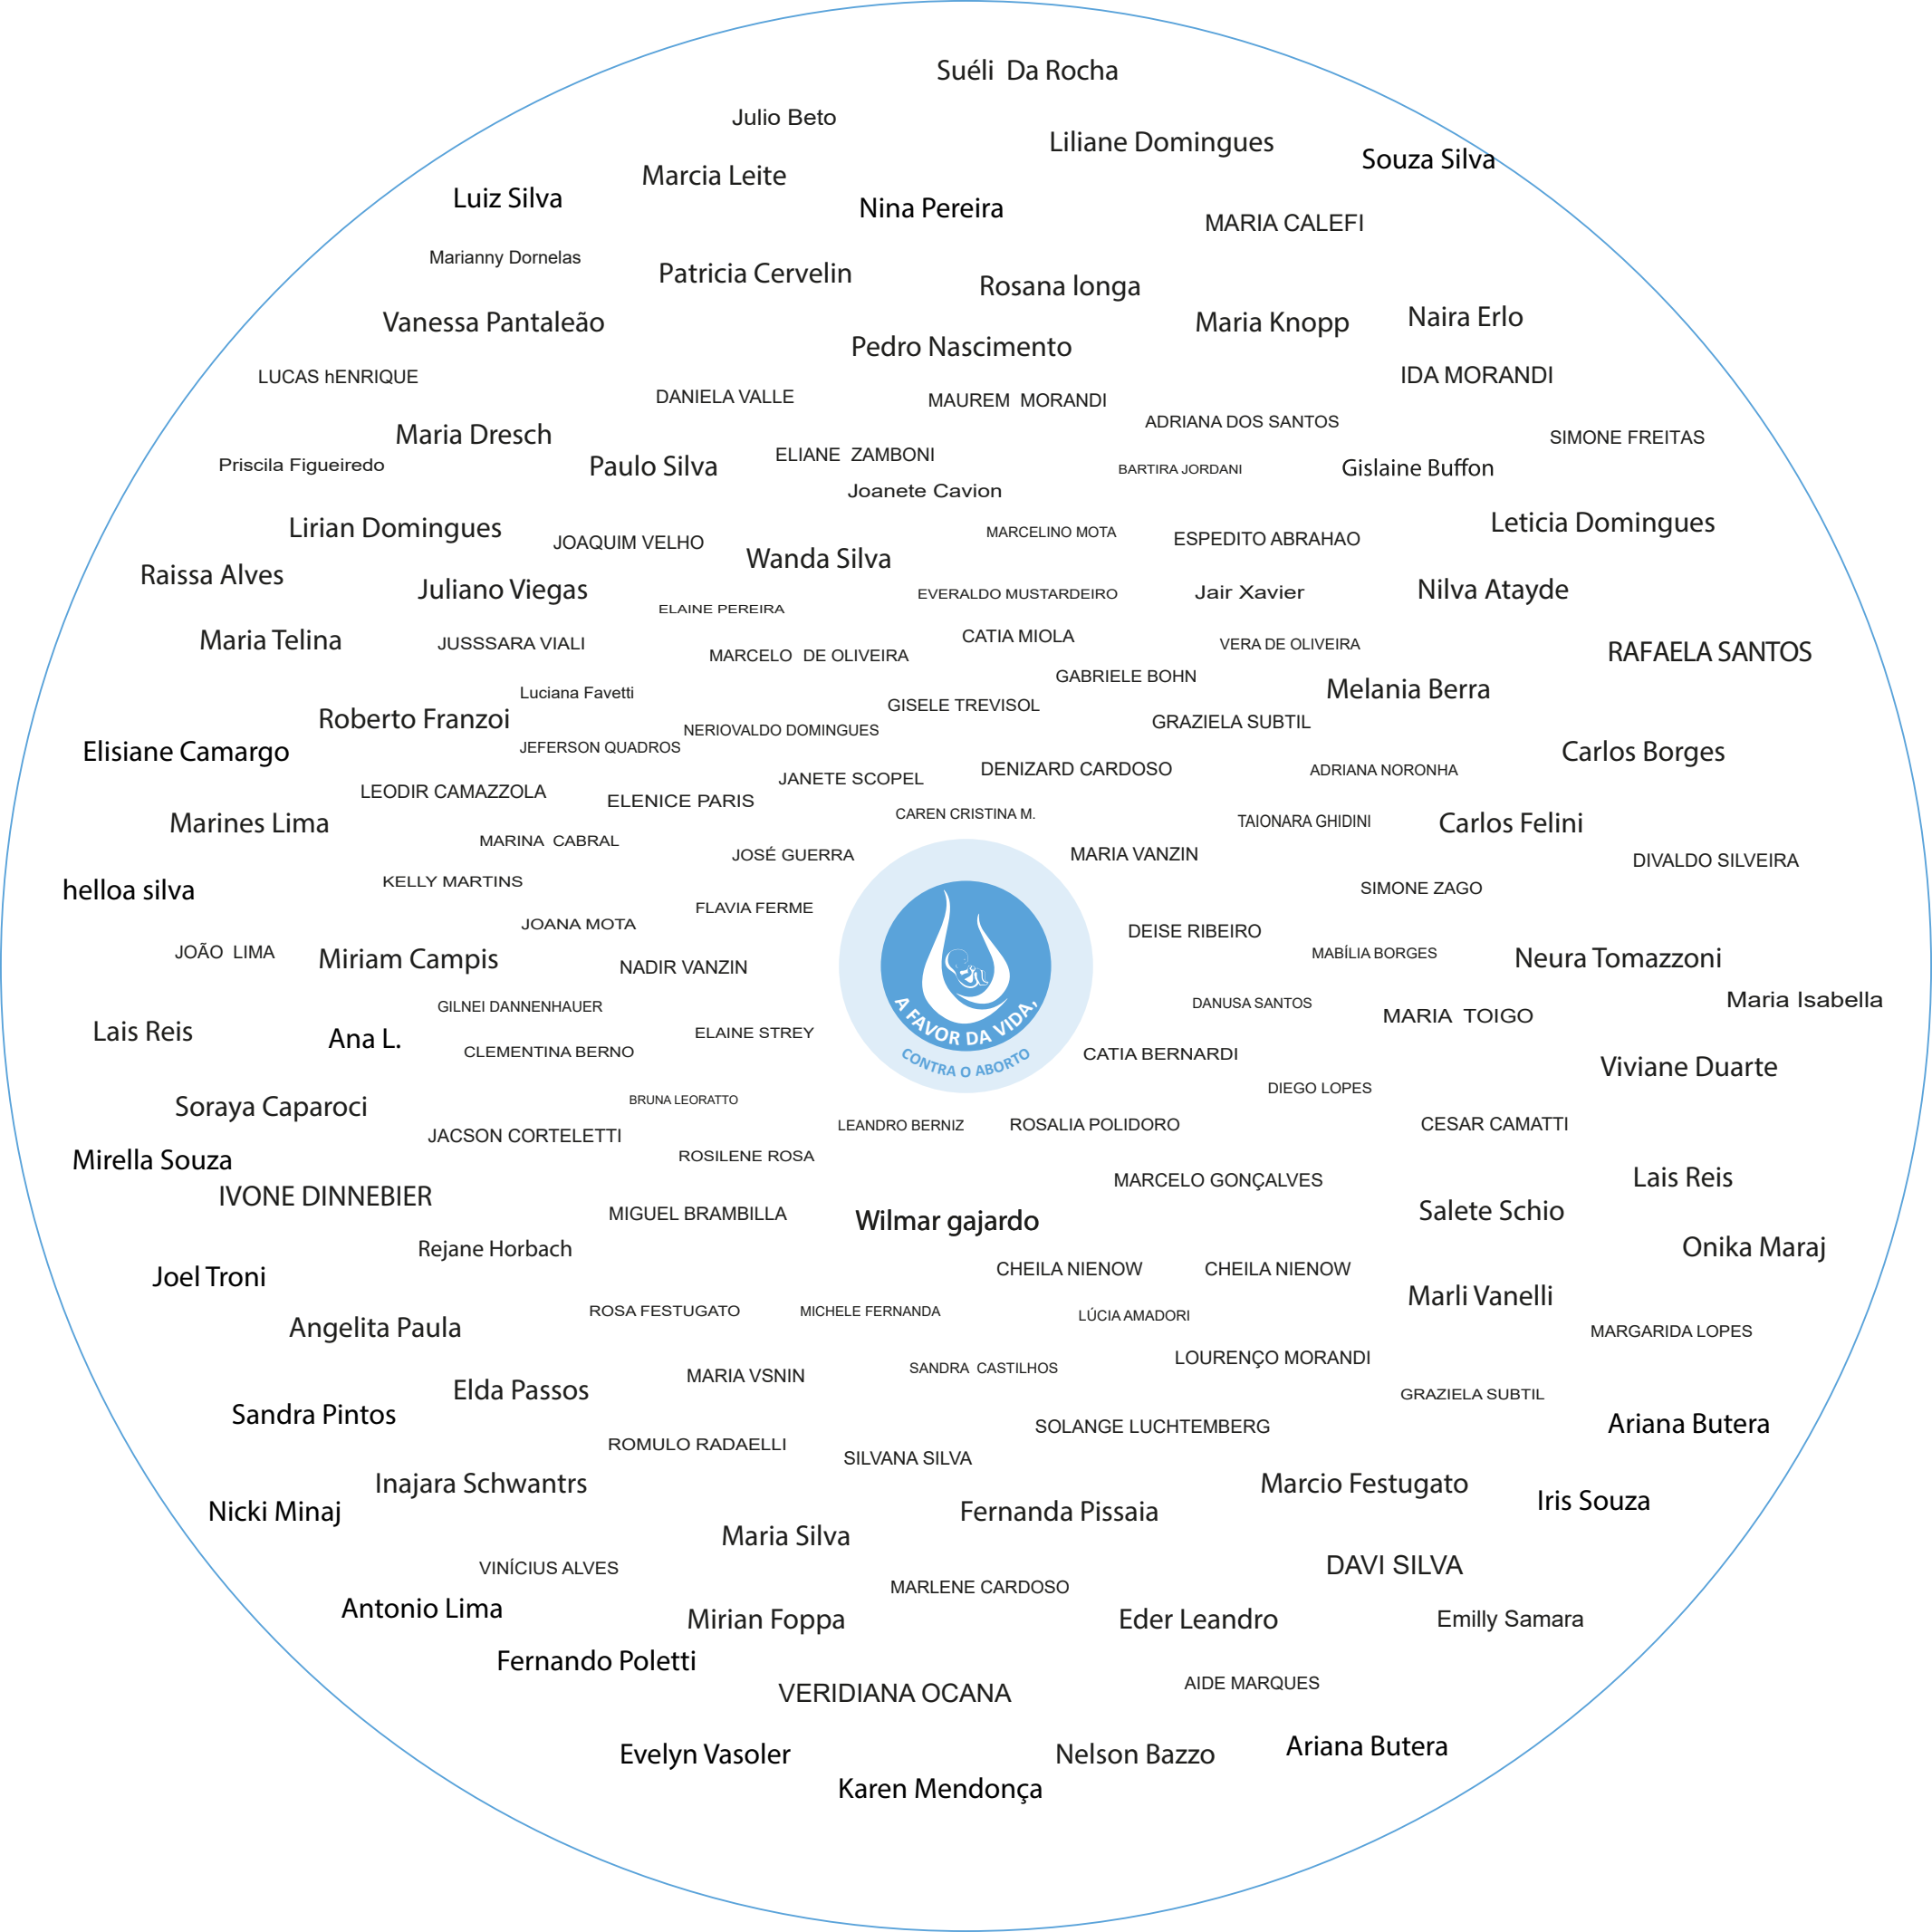 Suéli Da Rocha
Julio Beto
Liliane Domingues
Souza Silva
Marcia Leite
Luiz Silva
Nina Pereira
MARIA CALEFI
Marianny Dornelas
Patricia Cervelin
Rosana longa
Vanessa Pantaleão
Maria Knopp
Naira Erlo
Pedro Nascimento
LUCAS hENRIQUE
IDA MORANDI
DANIELA VALLE
MAUREM MORANDI
ADRIANA DOS SANTOS
Maria Dresch
SIMONE FREITAS
Priscila Figueiredo
Paulo Silva
ELIANE ZAMBONI
BARTIRA JORDANI
Gislaine Buffon
Joanete Cavion
Lirian Domingues
Leticia Domingues
JOAQUIM VELHO
MARCELINO MOTA
ESPEDITO ABRAHAO
Wanda Silva
Raissa Alves
Juliano Viegas
ELAINE PEREIRA
EVERALDO MUSTARDEIRO
Jair Xavier
Nilva Atayde
Maria Telina
JUSSSARA VIALI
MARCELO DE OLIVEIRA
CATIA MIOLA
VERA DE OLIVEIRA
RAFAELA SANTOS
GABRIELE BOHN
Luciana Favetti
Melania Berra
GISELE TREVISOL
Roberto Franzoi
GRAZIELA SUBTIL
NERIOVALDO DOMINGUES
JEFERSON QUADROS
Elisiane Camargo
Carlos Borges
JANETE SCOPEL
DENIZARD CARDOSO
ADRIANA NORONHA
LEODIR CAMAZZOLA
ELENICE PARIS
CAREN CRISTINA M.
Marines Lima
TAIONARA GHIDINI
Carlos Felini
MARINA CABRAL
JOSÉ GUERRA
MARIA VANZIN
DIVALDO SILVEIRA
helloa silva
KELLY MARTINS
SIMONE ZAGO
FLAVIA FERME
JOANA MOTA
DEISE RIBEIRO
JOÃO LIMA
Miriam Campis
NADIR VANZIN
MABÍLIA BORGES
Neura Tomazzoni
GILNEI DANNENHAUER
DANUSA SANTOS
Maria Isabella
MARIA TOIGO
Lais Reis
Ana L.
ELAINE STREY
A FAVOR DA VIDA,
CONTRA O ABORTO
CLEMENTINA BERNO
CATIA BERNARDI
Viviane Duarte
DIEGO LOPES
BRUNA LEORATTO
Soraya Caparoci
LEANDRO BERNIZ
ROSALIA POLIDORO
CESAR CAMATTI
JACSON CORTELETTI
ROSILENE ROSA
Mirella Souza
MARCELO GONÇALVES
Lais Reis
IVONE DINNEBIER
MIGUEL BRAMBILLA
Wilmar gajardo
Salete Schio
Rejane Horbach
Onika Maraj
Joel Troni
CHEILA NIENOW
CHEILA NIENOW
Marli Vanelli
ROSA FESTUGATO
MICHELE FERNANDA
LÚCIA AMADORI
Angelita Paula
MARGARIDA LOPES
LOURENÇO MORANDI
MARIA VSNIN
SANDRA CASTILHOS
Elda Passos
GRAZIELA SUBTIL
Sandra Pintos
SOLANGE LUCHTEMBERG
Ariana Butera
ROMULO RADAELLI
SILVANA SILVA
Inajara Schwantrs
Marcio Festugato
Iris Souza
Nicki Minaj
Fernanda Pissaia
Maria Silva
VINÍCIUS ALVES
DAVI SILVA
MARLENE CARDOSO
Antonio Lima
Mirian Foppa
Eder Leandro
Emilly Samara
Fernando Poletti
VERIDIANA OCANA
AIDE MARQUES
Evelyn Vasoler
Nelson Bazzo
Ariana Butera
Karen Mendonça